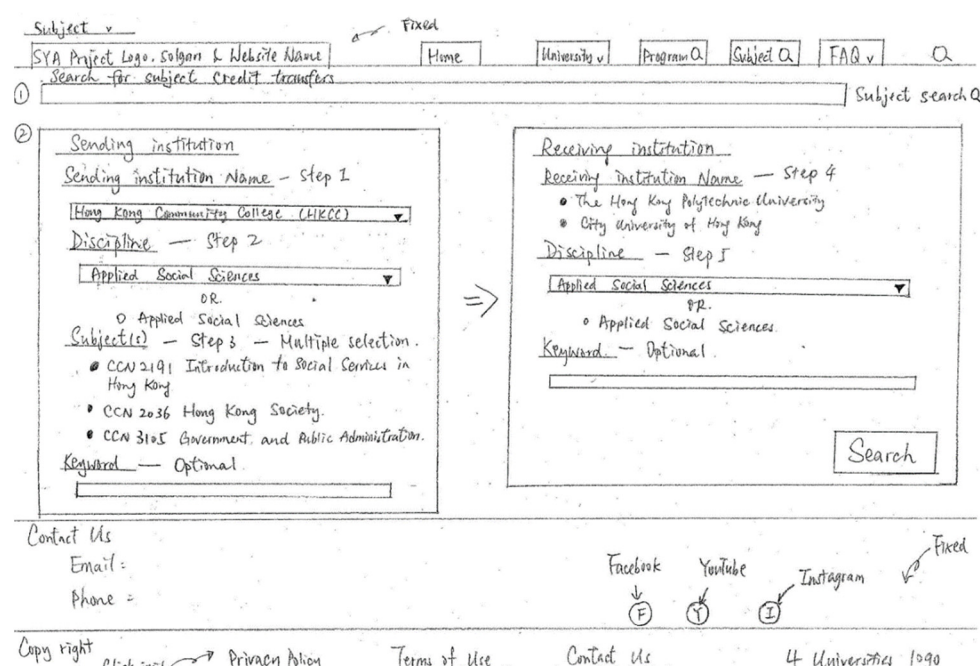 Subject v
Fixed
SYA Project Logo, Solgan & Website Name
Home
University v
Program Q
Subject Q
FAQ v
Q
Search for subject credit transfers
① Subject search Q
②
Sending institution
Sending institution Name – Step 1
Hong Kong Community College (HKCC) ▼
Discipline — Step 2
Applied Social Sciences ▼
OR.
Applied Social Sciences
Subject(s) – Step 3 – Multiple selection.
• CCN 2191 Introduction to Social Services in
Hong Kong
• CCN 2036 Hong Kong Society.
• CCN 3105 Government and Public Administration.
Keyword — Optional
⇒
Receiving institution
Receiving institution Name — Step 4
• The Hong Kong Polytechnic University
• City University of Hong Kong
Discipline — Step 5
Applied Social Sciences ▼
OR.
Applied Social Sciences
Keyword – Optional.
Search
Contact Us
Email :
Phone :
Facebook
YouTube
Instagram
Fixed
F
Y
I
Copy right
Privacy Policy
Terms of Use
Contact Us
4 Universities logo